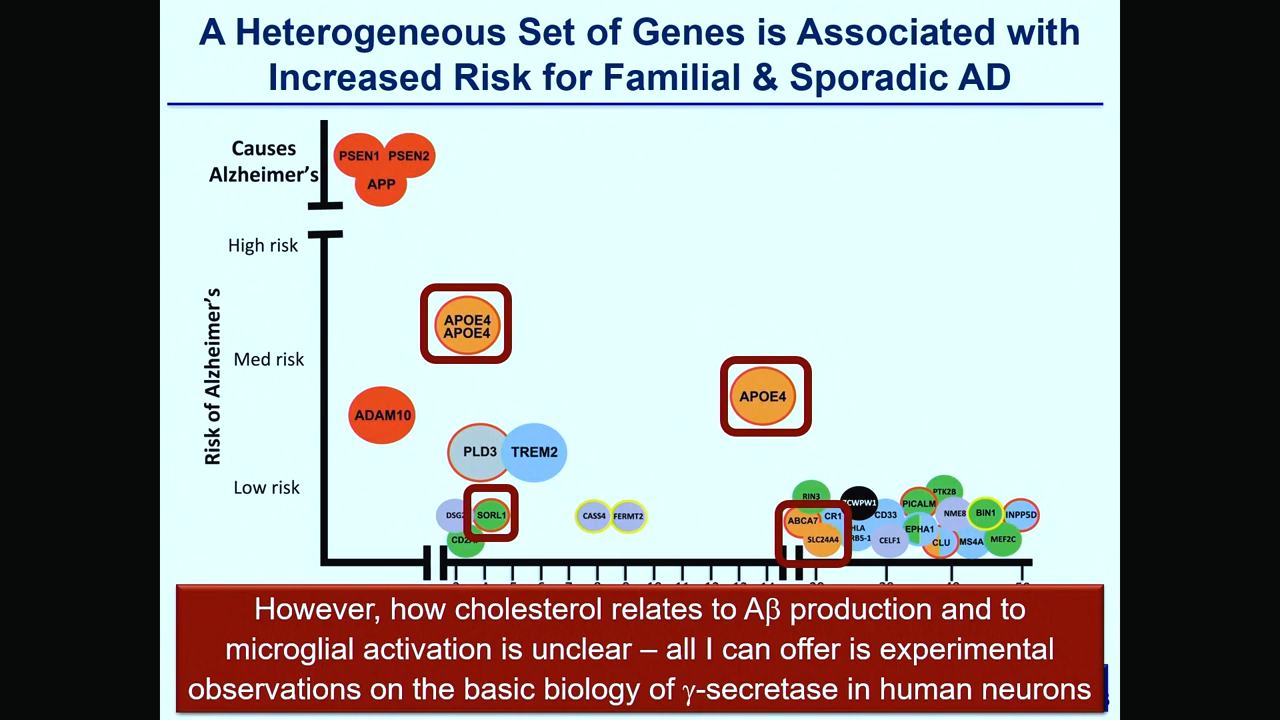 A Heterogeneous Set of Genes is Associated with
Increased Risk for Familial & Sporadic AD
Causes
Alzheimer's
PSEN1 PSEN2
APP
High risk
Risk of Alzheimer's
APOE4
APOE4
Med risk
APOE4
ADAM10
PLD3 TREM2
Low risk
DSG2
SORL1
CD2A
CASS4 FERMT2
RIN3
ABCA7
CR1
SLC24A4
CD33
CELF1
PICALM
PTK2B
NME8
BIN1
INPP5D
EPHA1
CLU
MS4A
MEF2C
However, how cholesterol relates to Aβ production and to
microglial activation is unclear – all I can offer is experimental
observations on the basic biology of γ-secretase in human neurons